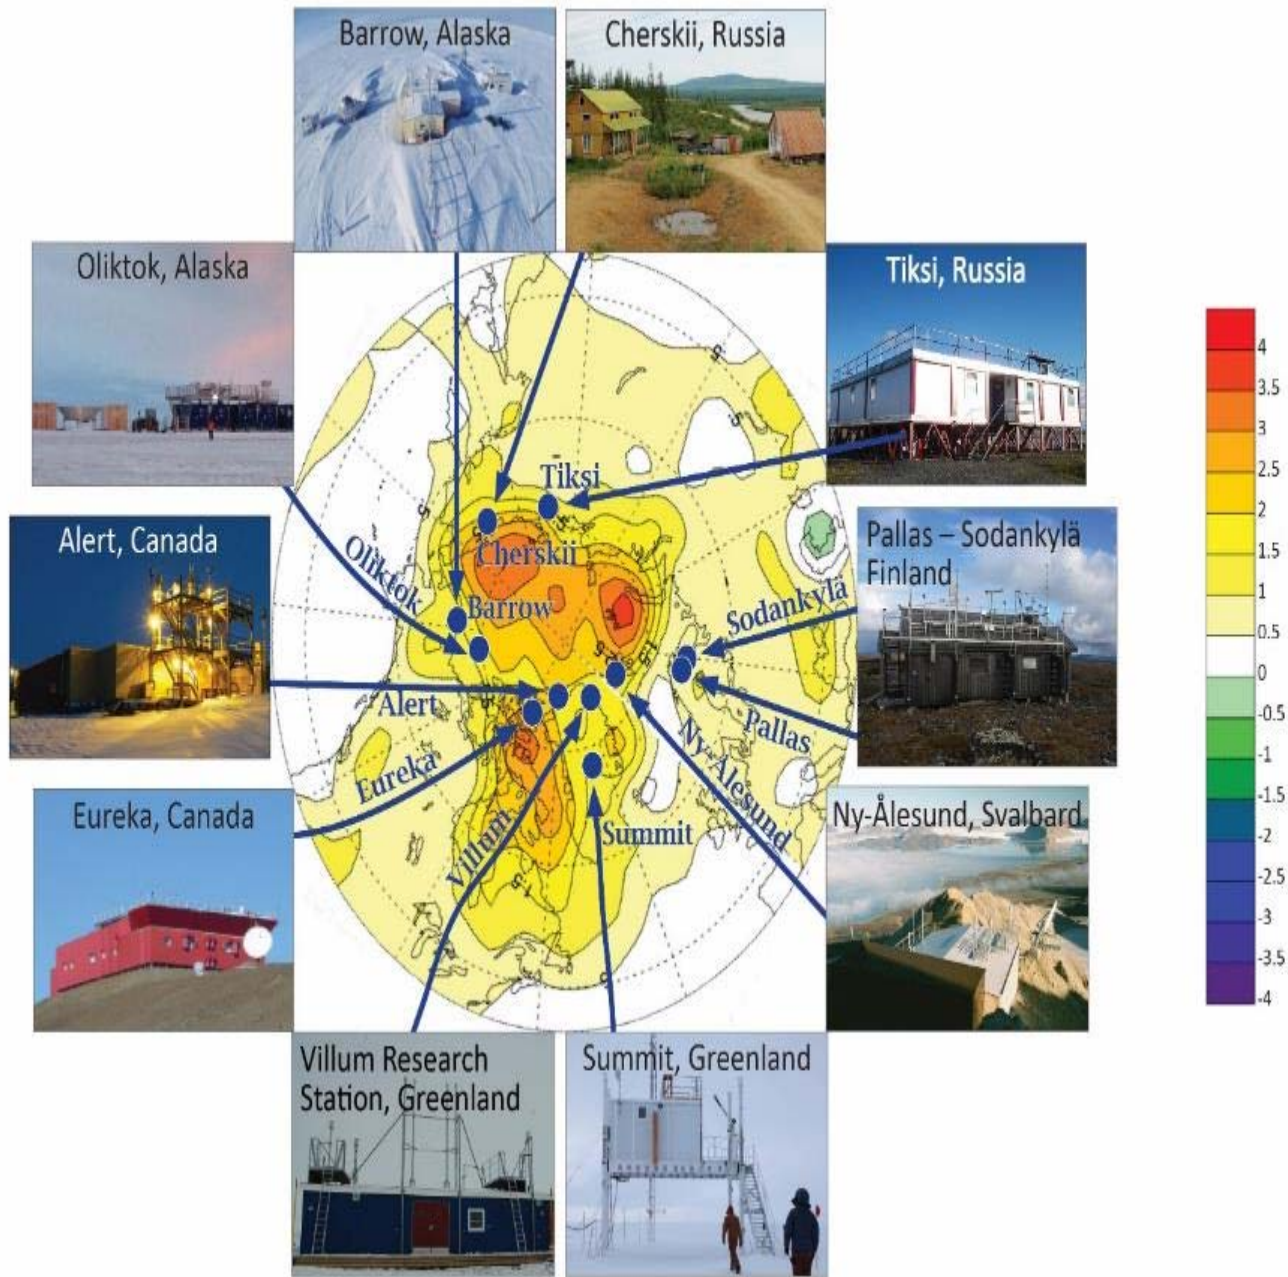 Barrow, Alaska
Cherskii, Russia
Oliktok, Alaska
Tiksi, Russia
Alert, Canada
Pallas – Sodankylä
Finland
Eureka, Canada
Ny-Ålesund, Svalbard
Villum Research
Station, Greenland
Summit, Greenland
Tiksi
Cherskii
Oliktok
Barrow
Sodankylä
Alert
Pallas
Ny-Ålesund
Eureka
Villum
Summit
4
3.5
3
2.5
2
1.5
1
0.5
0
-0.5
-1
-1.5
-2
-2.5
-3
-3.5
-4